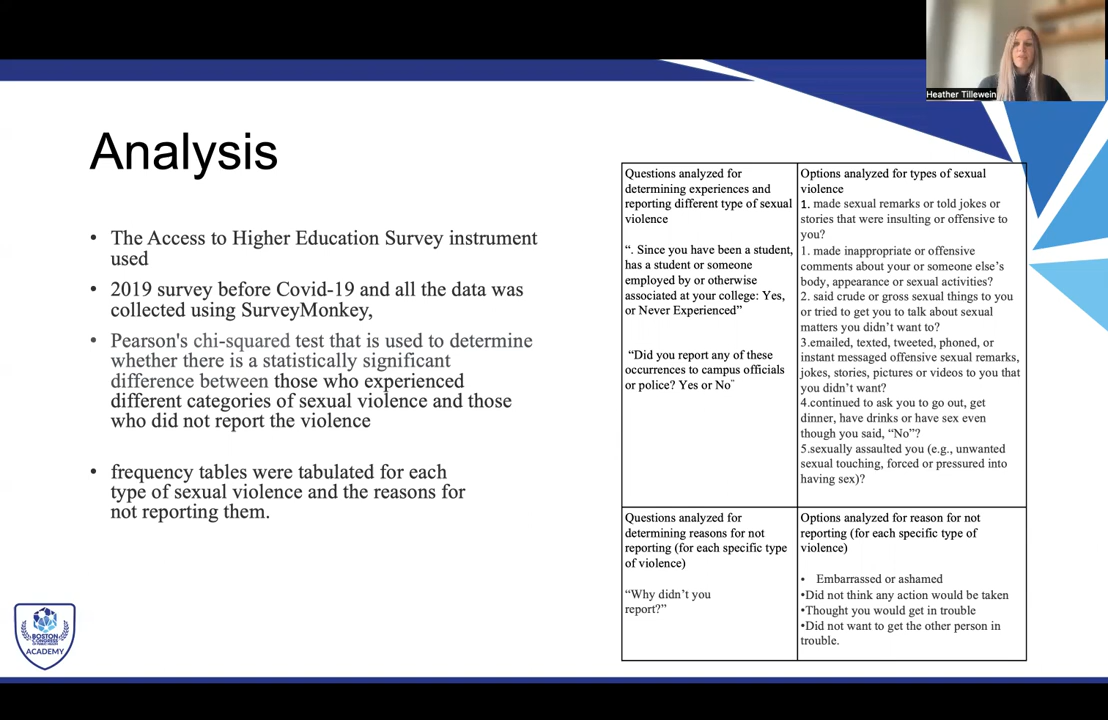 Heather Tillewein
Analysis
• The Access to Higher Education Survey instrument
used
• 2019 survey before Covid-19 and all the data was
collected using SurveyMonkey,
• Pearson's chi-squared test that is used to determine
whether there is a statistically significant
difference between those who experienced
different categories of sexual violence and those
who did not report the violence
• frequency tables were tabulated for each
type of sexual violence and the reasons for
not reporting them.
Questions analyzed for
determining experiences and
reporting different type of sexual
violence
“. Since you have been a student,
has a student or someone
employed by or otherwise
associated at your college: Yes,
or Never Experienced”
“Did you report any of these
occurrences to campus officials
or police? Yes or No¨
Options analyzed for types of sexual
violence
1. made sexual remarks or told jokes or
stories that were insulting or offensive to
you?
1. made inappropriate or offensive
comments about your or someone else’s
body, appearance or sexual activities?
2. said crude or gross sexual things to you
or tried to get you to talk about sexual
matters you didn’t want to?
3.emailed, texted, tweeted, phoned, or
instant messaged offensive sexual remarks,
jokes, stories, pictures or videos to you that
you didn’t want?
4.continued to ask you to go out, get
dinner, have drinks or have sex even
though you said, “No”?
5.sexually assaulted you (e.g., unwanted
sexual touching, forced or pressured into
having sex)?
Questions analyzed for
determining reasons for not
reporting (for each specific type
of violence)
“Why didn’t you
report?”
Options analyzed for reason for not
reporting (for each specific type of
violence)
• Embarrassed or ashamed
•Did not think any action would be taken
•Thought you would get in trouble
•Did not want to get the other person in
trouble.
BOSTON
CONGRESS
ACADEMY